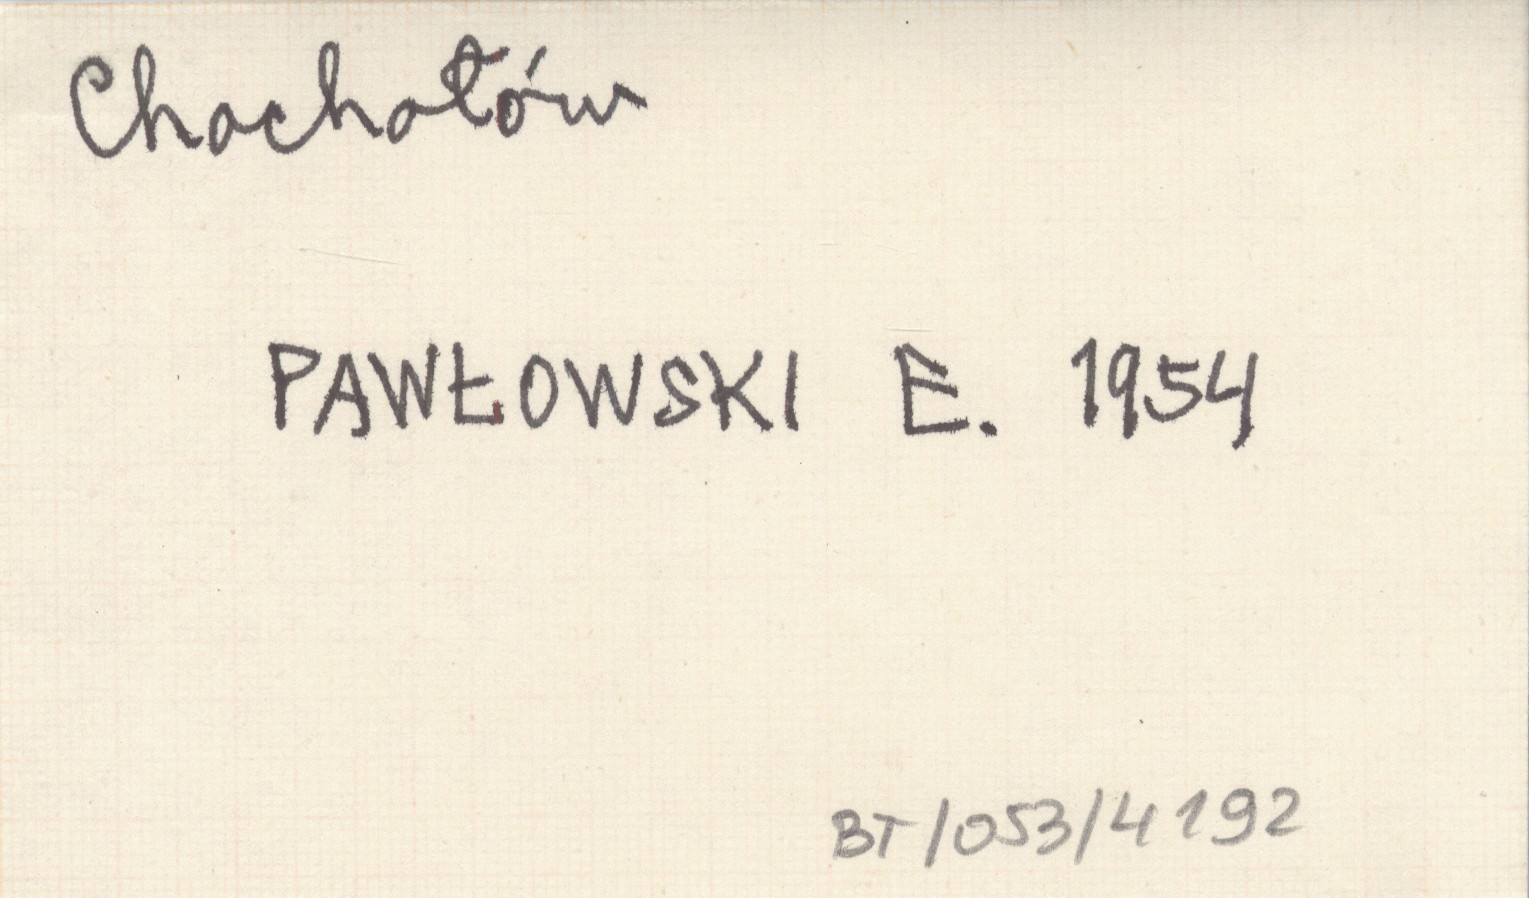 Chochołów
PAWŁOWSKI E. 1954
BT/053/4192